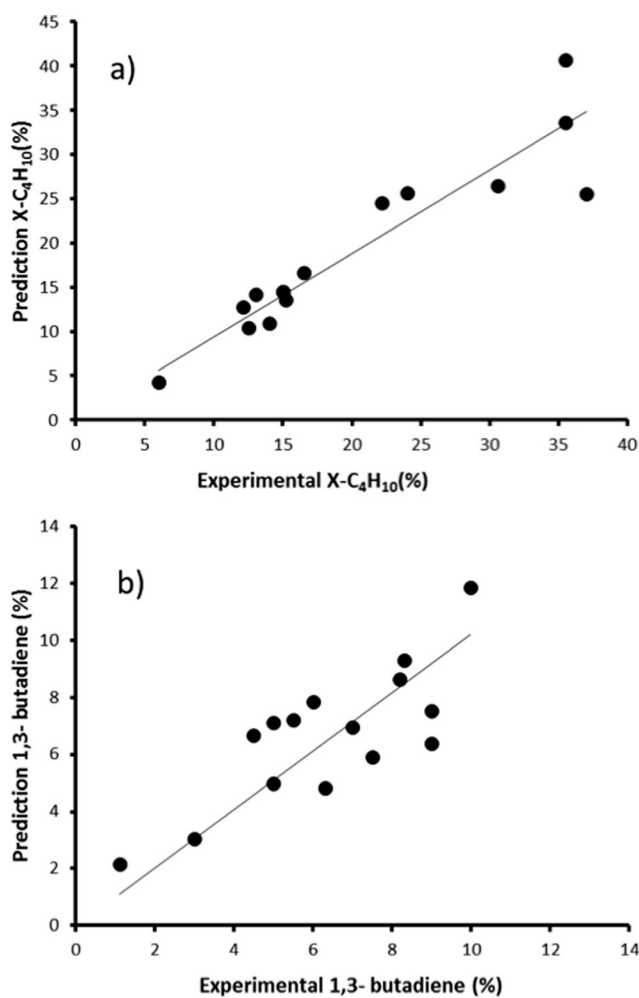 a)
Prediction X-C₄H₁₀(%)
45
40
35
30
25
20
15
10
5
0
0 5 10 15 20 25 30 35 40
Experimental X-C₄H₁₀(%)
b)
Prediction 1,3- butadiene (%)
14
12
10
8
6
4
2
0
0 2 4 6 8 10 12 14
Experimental 1,3- butadiene (%)